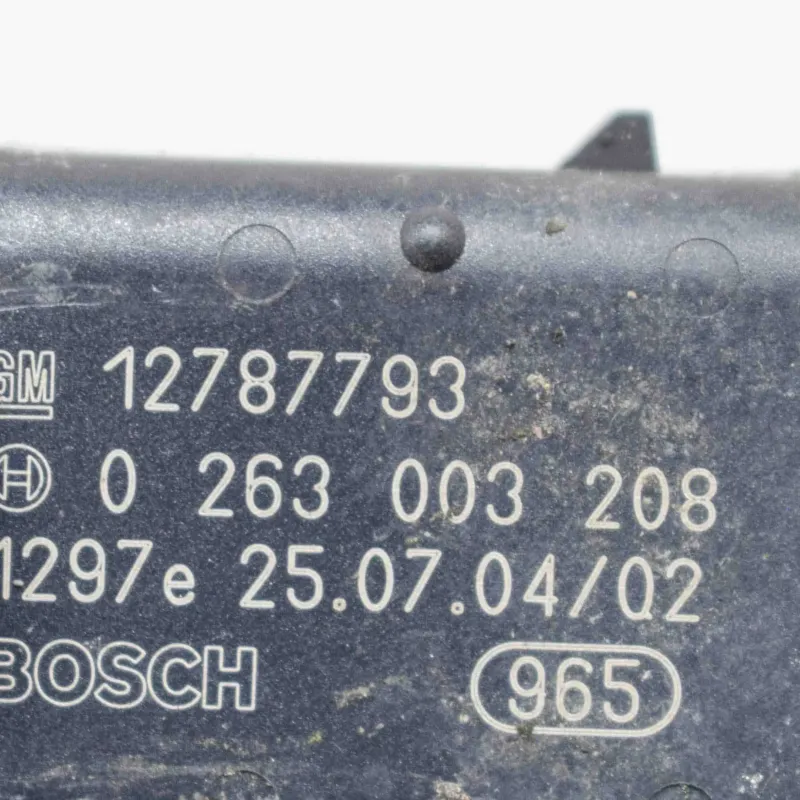 GM 12787793
0 263 003 208
1297e 25.07.04/02
BOSCH 965